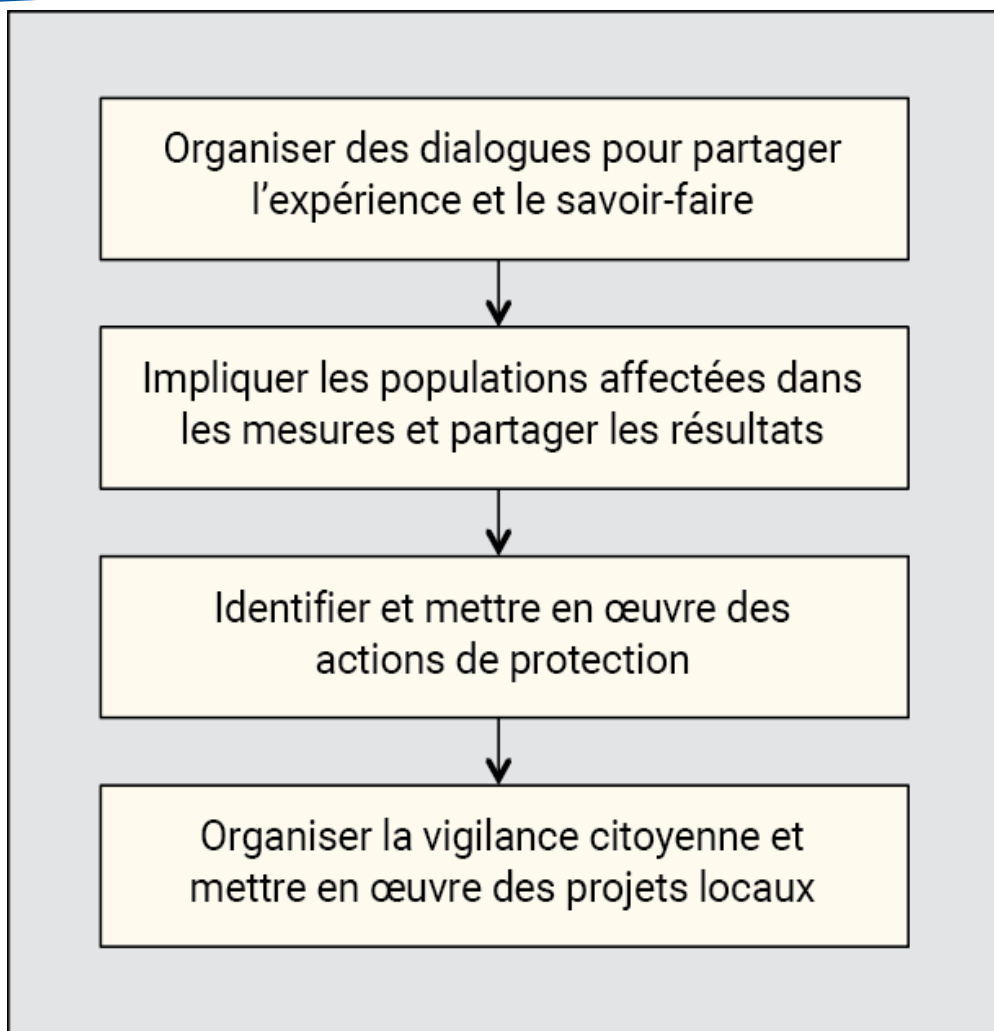 Organiser des dialogues pour partager
l’expérience et le savoir-faire
Impliquer les populations affectées dans
les mesures et partager les résultats
Identifier et mettre en œuvre des
actions de protection
Organiser la vigilance citoyenne et
mettre en œuvre des projets locaux